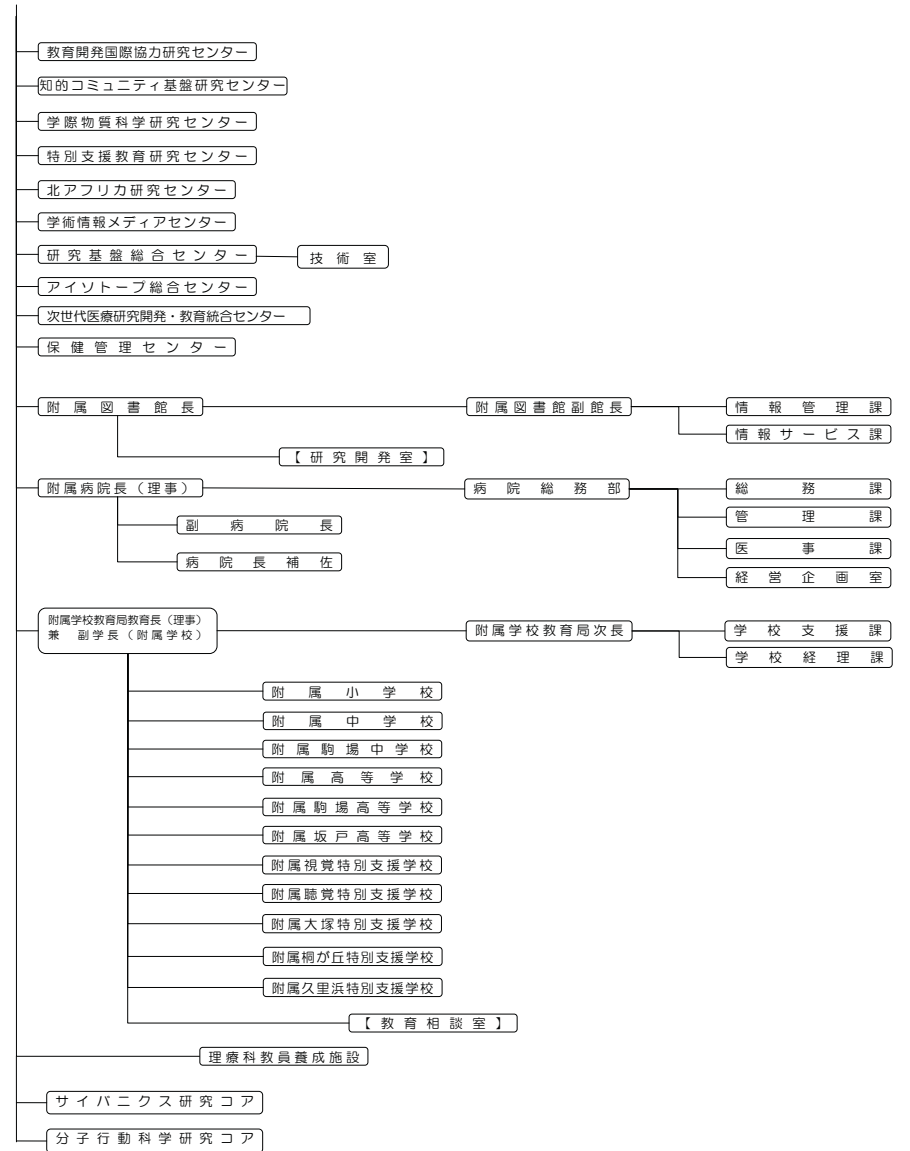 教育開発国際協力研究センター
知的コミュニティ基盤研究センター
学際物質科学研究センター
特別支援教育研究センター
北アフリカ研究センター
学術情報メディアセンター
研究基盤総合センター
技術室
アイソトープ総合センター
次世代医療研究開発・教育統合センター
保健管理センター
附属図書館長
附属図書館副館長
情報管理課
情報サービス課
【研究開発室】
附属病院長（理事）
病院総務部
総務課
管理課
副病院長
医事課
病院長補佐
経営企画室
附属学校教育局教育長（理事）
兼　副学長（附属学校）
附属学校教育局次長
学校支援課
学校経理課
附属小学校
附属中学校
附属駒場中学校
附属高等学校
附属駒場高等学校
附属坂戸高等学校
附属視覚特別支援学校
附属聴覚特別支援学校
附属大塚特別支援学校
附属桐が丘特別支援学校
附属久里浜特別支援学校
【教育相談室】
理療科教員養成施設
サイバニクス研究コア
分子行動科学研究コア